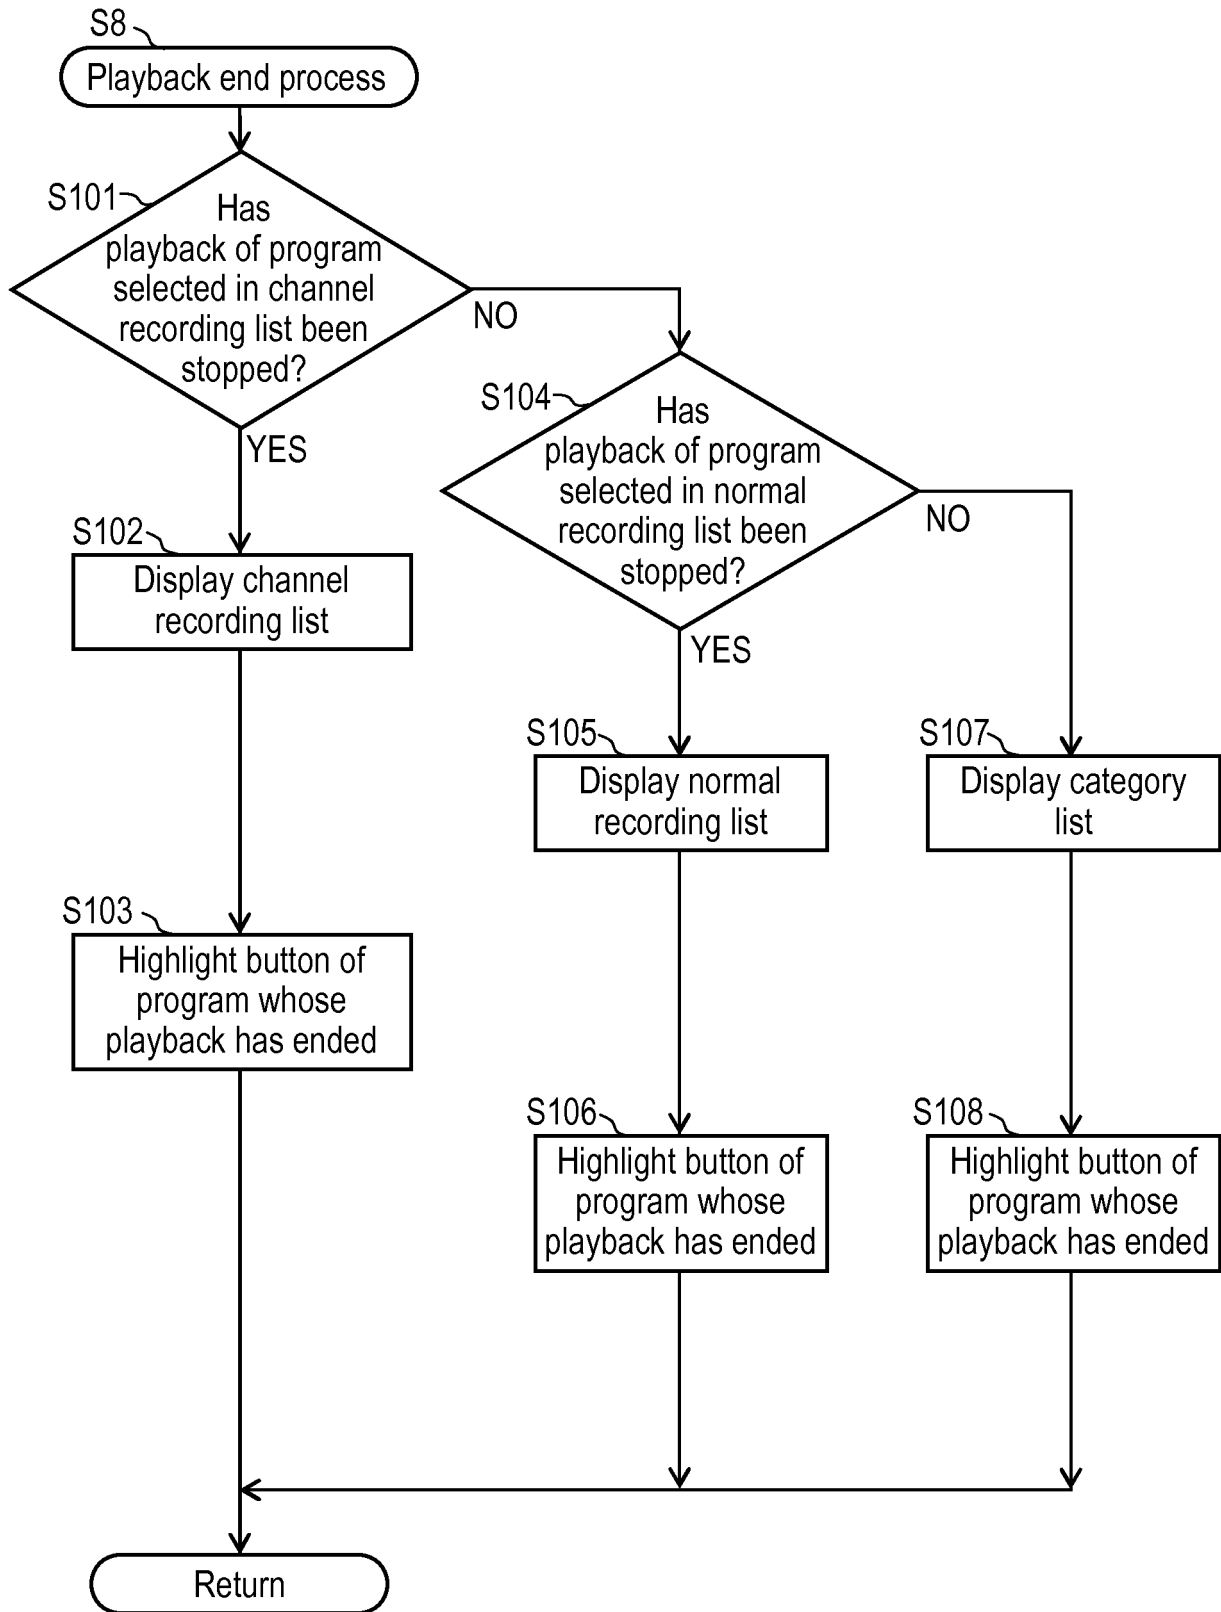 S8
Playback end process
S101
Has
playback of program
selected in channel
recording list been
stopped?
NO
YES
S104
Has
playback of program
selected in normal
recording list been
stopped?
NO
YES
S102
Display channel
recording list
S105
Display normal
recording list
S107
Display category
list
S103
Highlight button of
program whose
playback has ended
S106
Highlight button of
program whose
playback has ended
S108
Highlight button of
program whose
playback has ended
Return